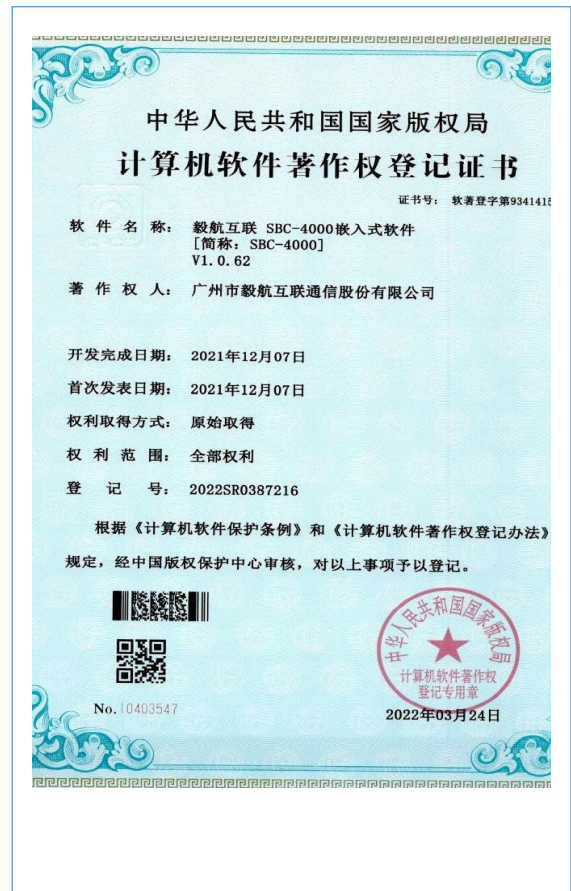 中华人民共和国国家版权局
计算机软件著作权登记证书
证书号： 软著登字第9341415
软件名称： 毅航互联 SBC-4000嵌入式软件
[简称：SBC-4000]
V1.0.62
著作权人： 广州市毅航互联通信股份有限公司
开发完成日期： 2021年12月07日
首次发表日期： 2021年12月07日
权利取得方式： 原始取得
权利范围： 全部权利
登记号： 2022SR0387216
根据《计算机软件保护条例》和《计算机软件著作权登记办法》
规定，经中国版权保护中心审核，对以上事项予以登记。
中华人民共和国国家版权局
计算机软件著作权
登记专用章
No. 10403547
2022年03月24日